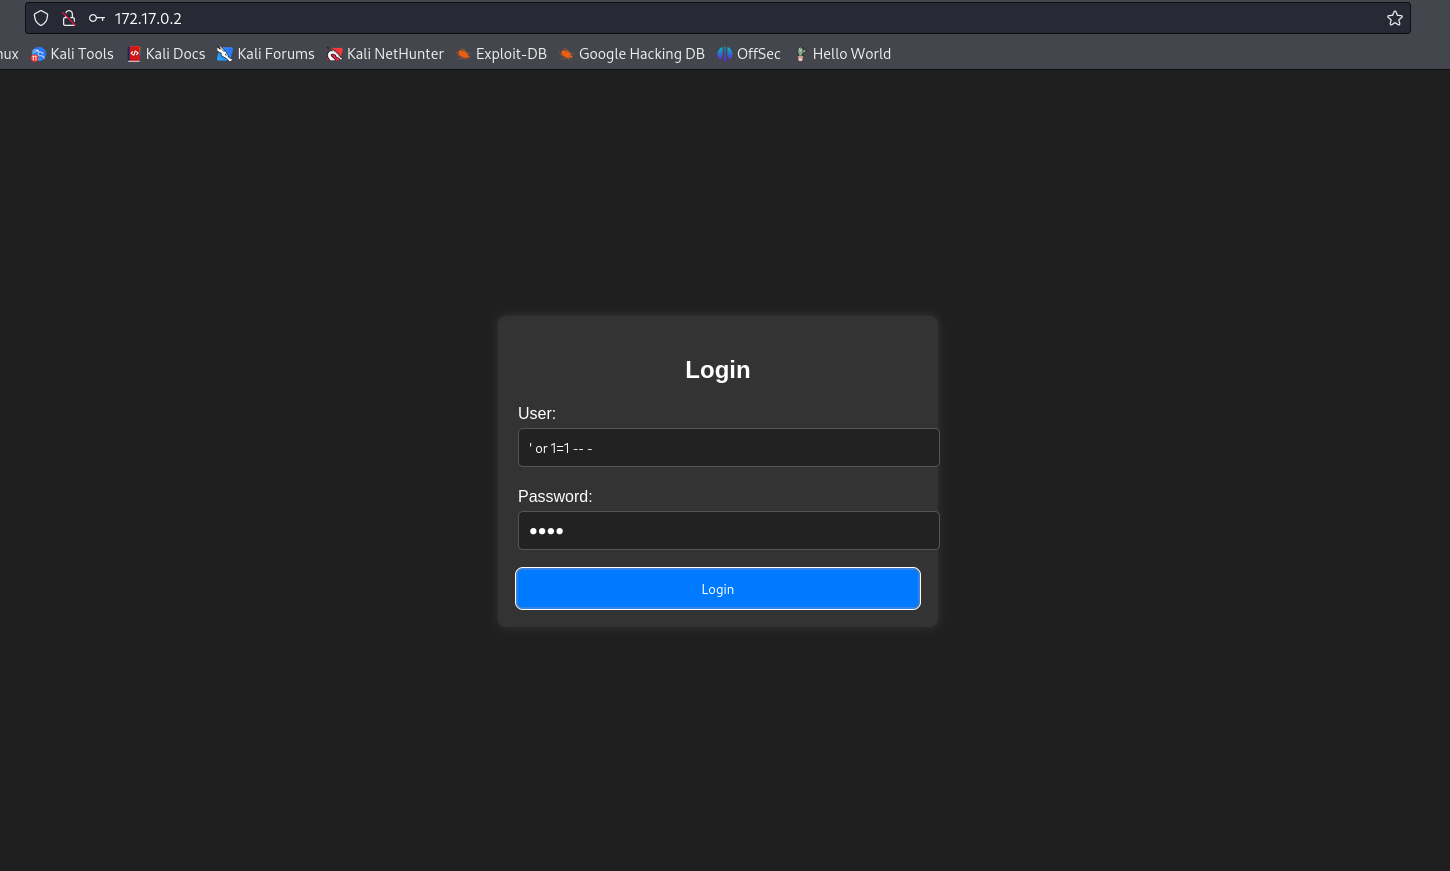 172.17.0.2
nux Kali Tools Kali Docs Kali Forums Kali NetHunter Exploit-DB Google Hacking DB OffSec Hello World
Login
User:
' or 1=1 -- -
Password:
••••
Login